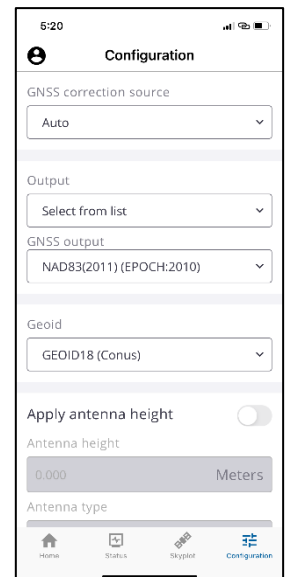 5:20
Configuration
GNSS correction source
Auto
Output
Select from list
GNSS output
NAD83(2011) (EPOCH:2010)
Geoid
GEOID18 (Conus)
Apply antenna height
Antenna height
0.000 Meters
Antenna type
Home Status Skyplot Configuration